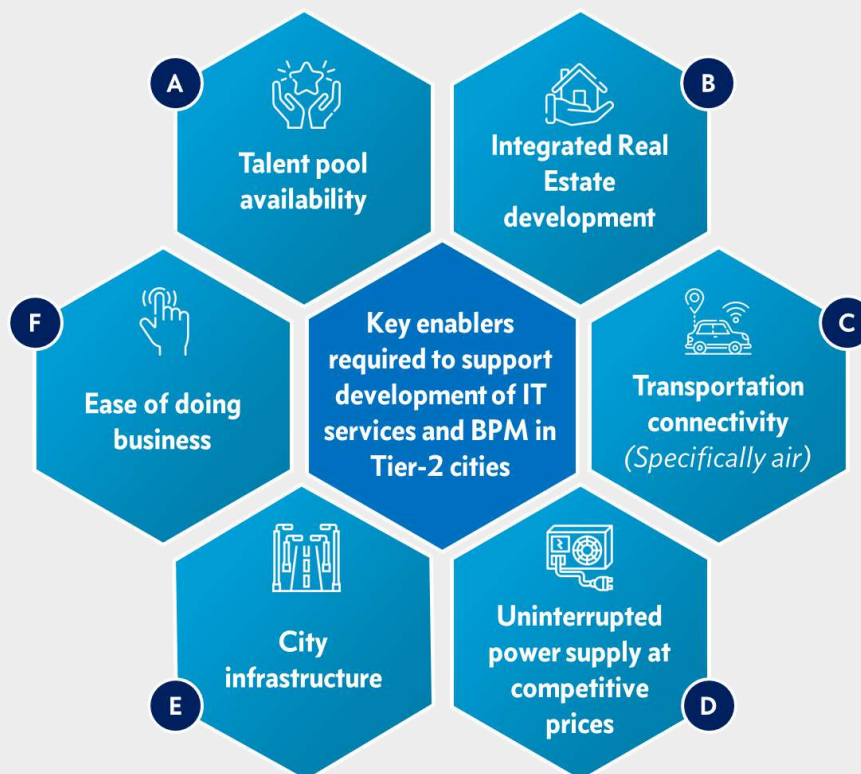 A
Talent pool
availability
B
Integrated Real
Estate
development
C
Transportation
connectivity
(Specifically air)
D
Uninterrupted
power supply at
competitive
prices
E
City
infrastructure
F
Ease of doing
business
Key enablers
required to support
development of IT
services and BPM in
Tier-2 cities